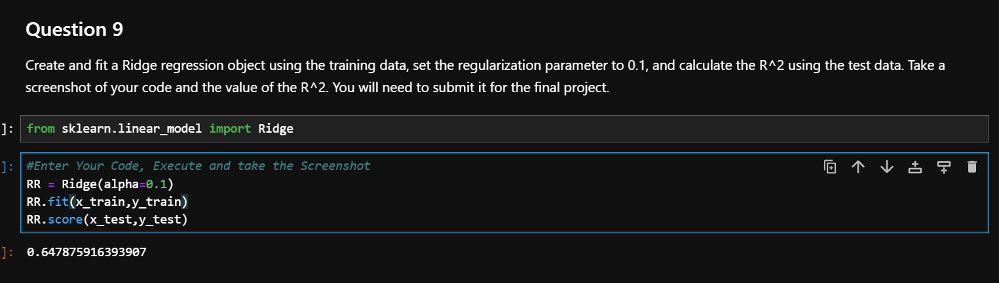 Question 9
Create and fit a Ridge regression object using the training data, set the regularization parameter to 0.1, and calculate the R^2 using the test data. Take a
screenshot of your code and the value of the R^2. You will need to submit it for the final project.
]: from sklearn.linear_model import Ridge
]: #Enter Your Code, Execute and take the Screenshot
RR = Ridge(alpha=0.1)
RR.fit(x_train,y_train)
RR.score(x_test,y_test)
]: 0.647875916393907